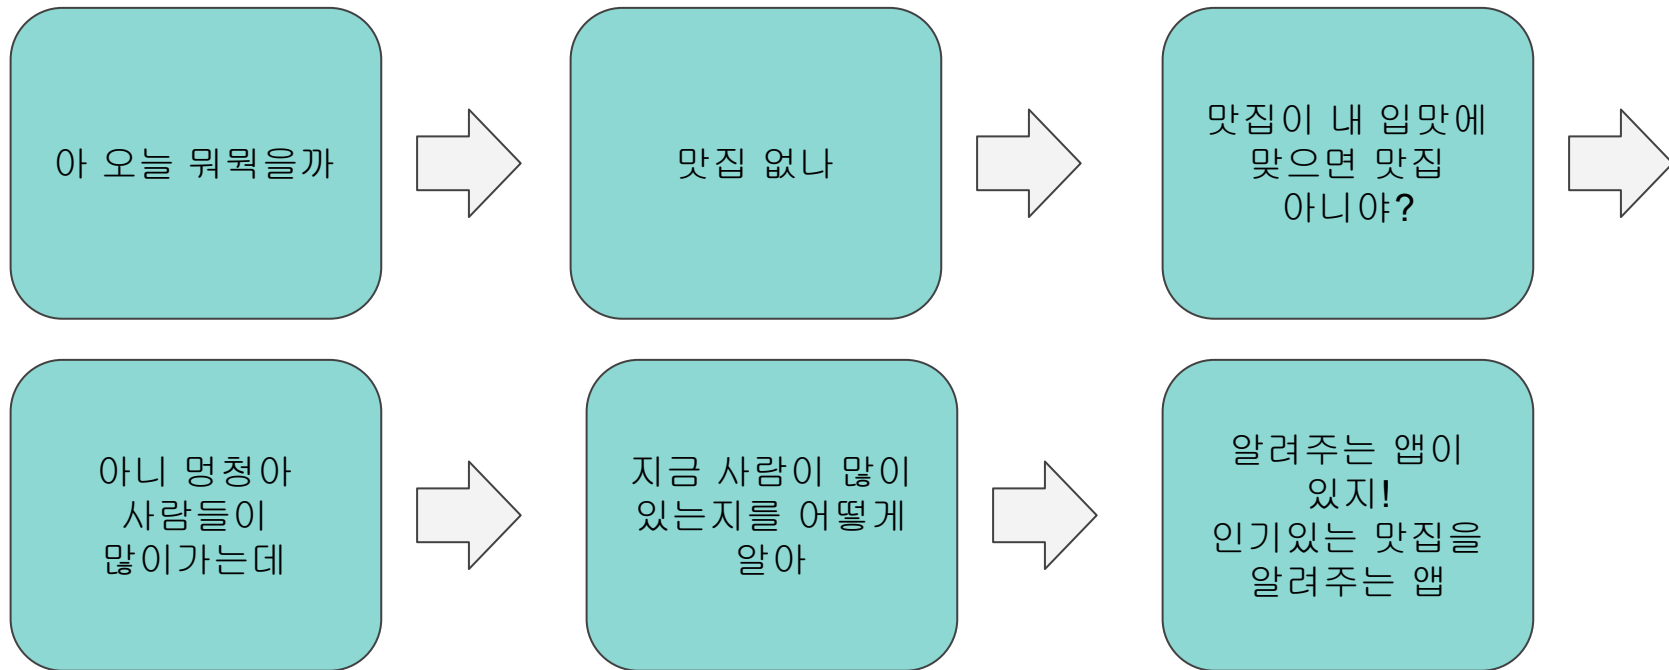 아 오늘 뭐뭑을까
맛집 없나
맛집이 내 입맛에
맞으면 맛집
아니야?
아니 멍청아
사람들이
많이가는데
지금 사람이 많이
있는지를 어떻게
알아
알려주는 앱이
있지!
인기있는 맛집을
알려주는 앱